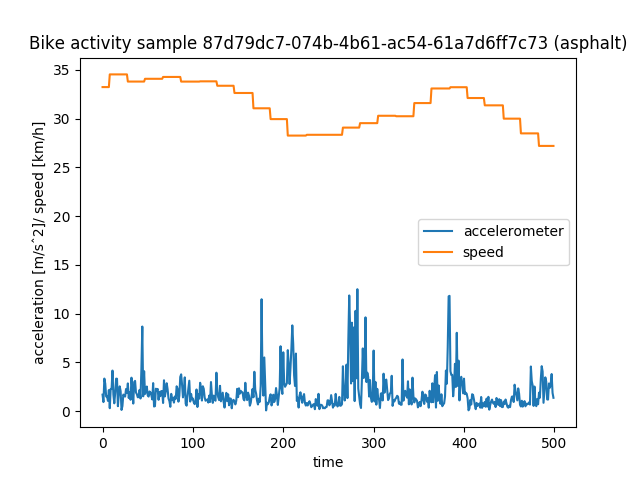 Bike activity sample 87d79dc7-074b-4b61-ac54-61a7d6ff7c73 (asphalt)
acceleration [m/s^2]/ speed [km/h]
35
30
25
20
15
10
5
0
accelerometer
speed
0 100 200 300 400 500
time